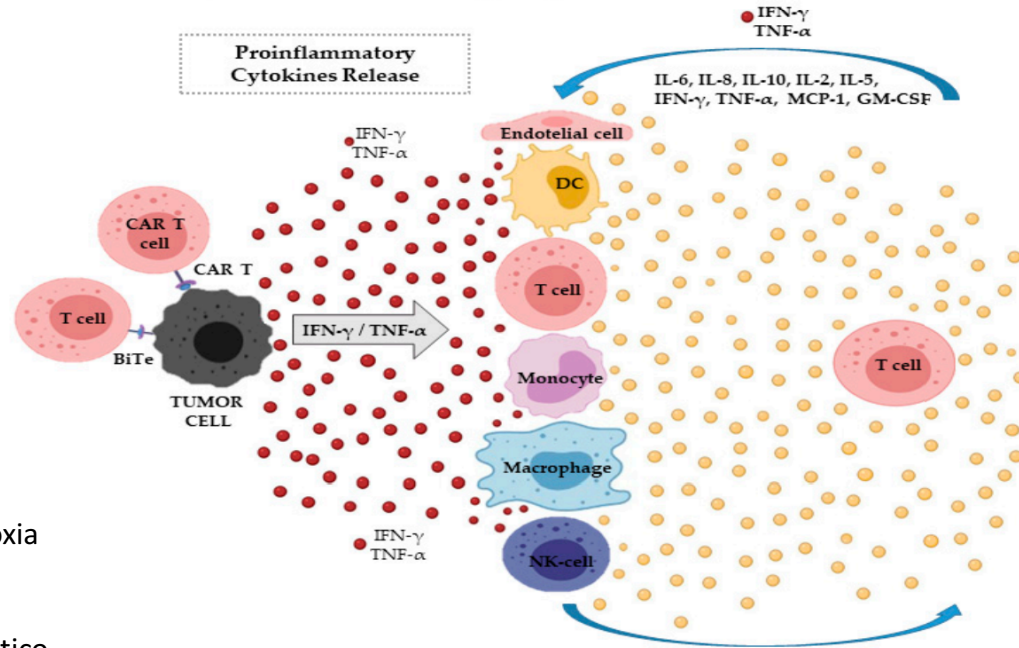 IFN-γ
TNF-α
Proinflammatory
Cytokines Release
IL-6, IL-8, IL-10, IL-2, IL-5,
IFN-γ, TNF-α, MCP-1, GM-CSF
IFN-γ
TNF-α
Endotelial cell
DC
CAR T
cell
CAR T
T cell
T cell
BiTe
IFN-γ / TNF-α
T cell
Monocyte
TUMOR
CELL
Macrophage
IFN-γ
TNF-α
NK-cell